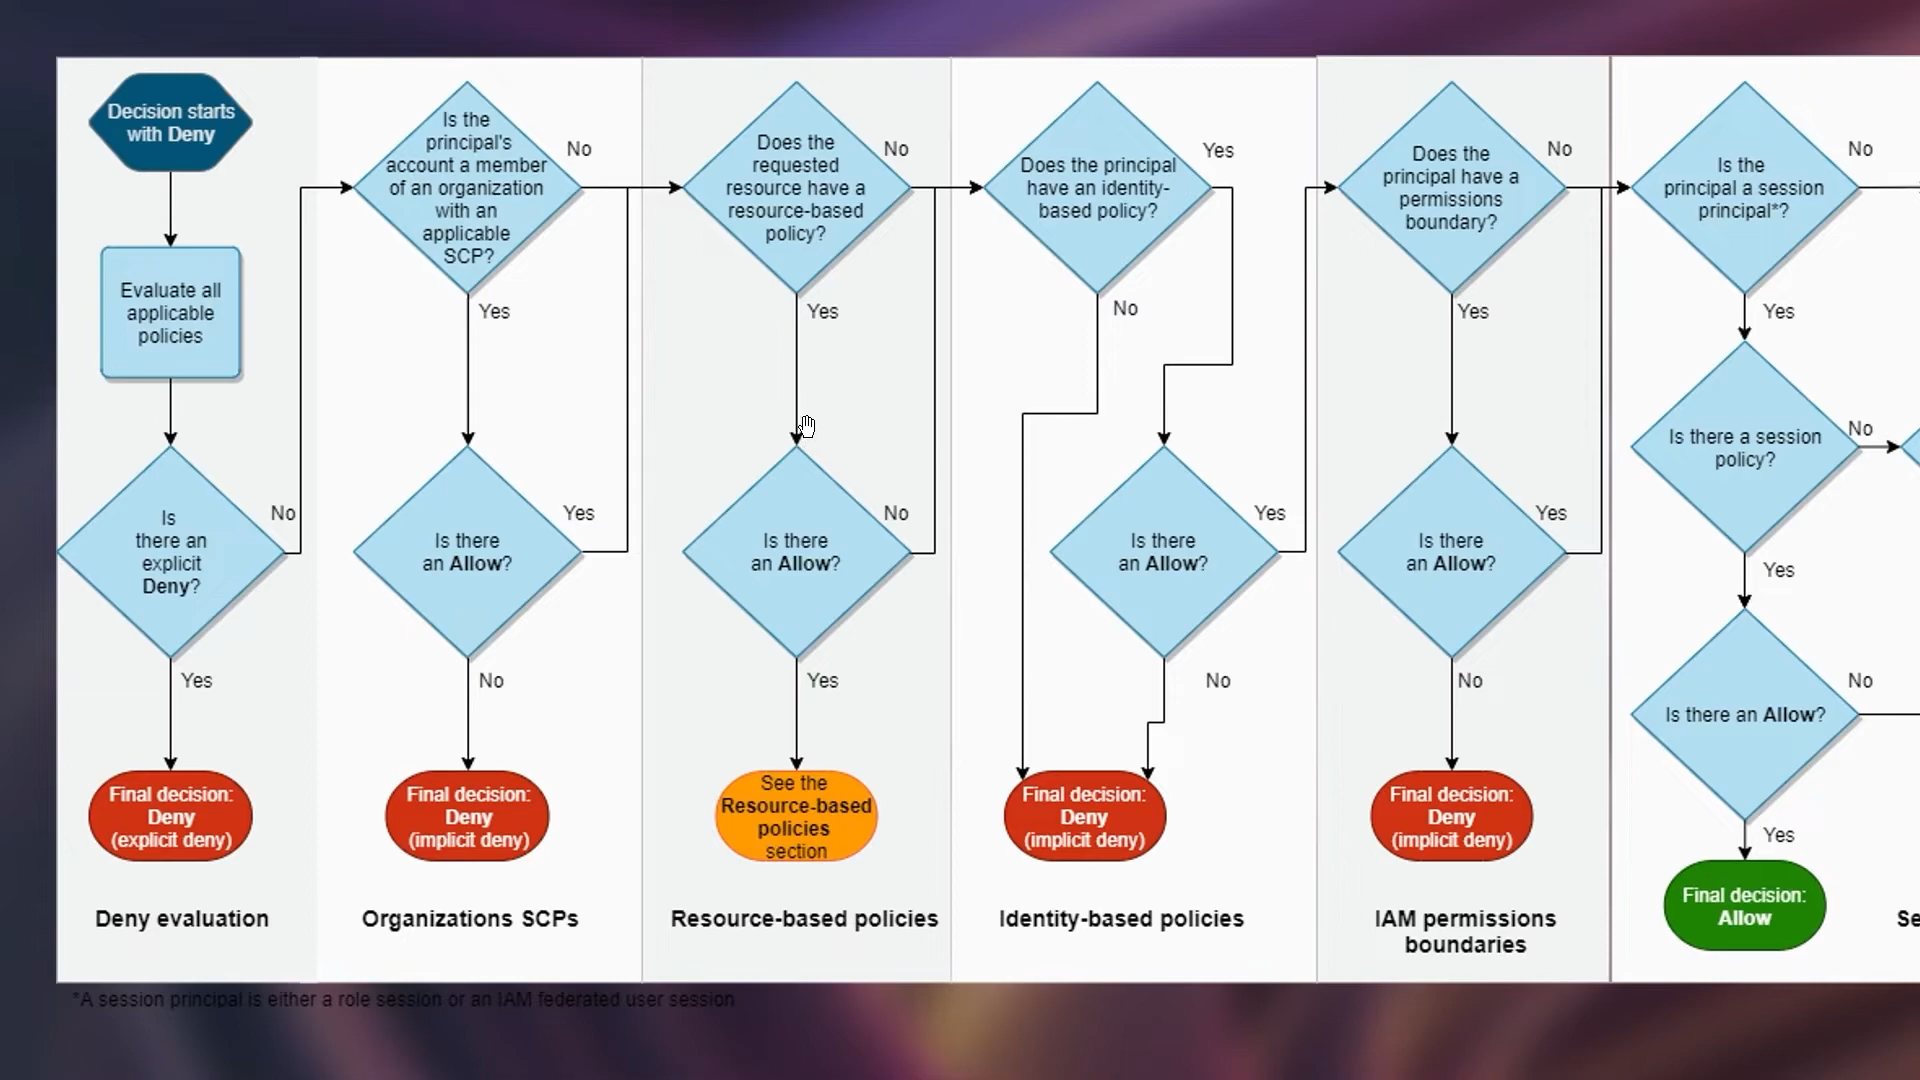 Decision starts
with Deny
Evaluate all
applicable
policies
Is
there an
explicit
Deny?
No
Yes
Final decision:
Deny
(explicit deny)
Deny evaluation
Is the
principal's
account a member
of an organization
with an
applicable
SCP?
No
Yes
Is there
an Allow?
Yes
No
Final decision:
Deny
(implicit deny)
Organizations SCPs
Does the
requested
resource have a
resource-based
policy?
No
Yes
Is there
an Allow?
No
Yes
See the
Resource-based
policies
section
Resource-based policies
Does the principal
have an identity-
based policy?
Yes
No
Is there
an Allow?
Yes
No
Final decision:
Deny
(implicit deny)
Identity-based policies
Does the
principal have a
permissions
boundary?
No
Yes
Is there
an Allow?
Yes
No
Final decision:
Deny
(implicit deny)
IAM permissions
boundaries
Is the
principal a session
principal*?
No
Yes
Is there a session
policy?
No
Yes
Is there an Allow?
No
Yes
Final decision:
Allow
Se
*A session principal is either a role session or an IAM federated user session